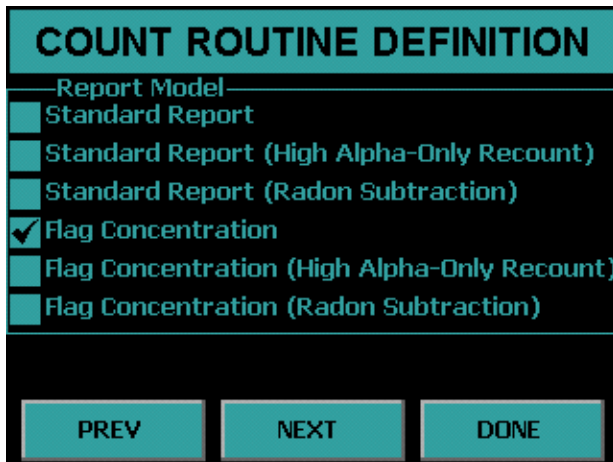 COUNT ROUTINE DEFINITION
Report Model
Standard Report
Standard Report (High Alpha-Only Recount)
Standard Report (Radon Subtraction)
Flag Concentration
Flag Concentration (High Alpha-Only Recount)
Flag Concentration (Radon Subtraction)
PREV NEXT DONE